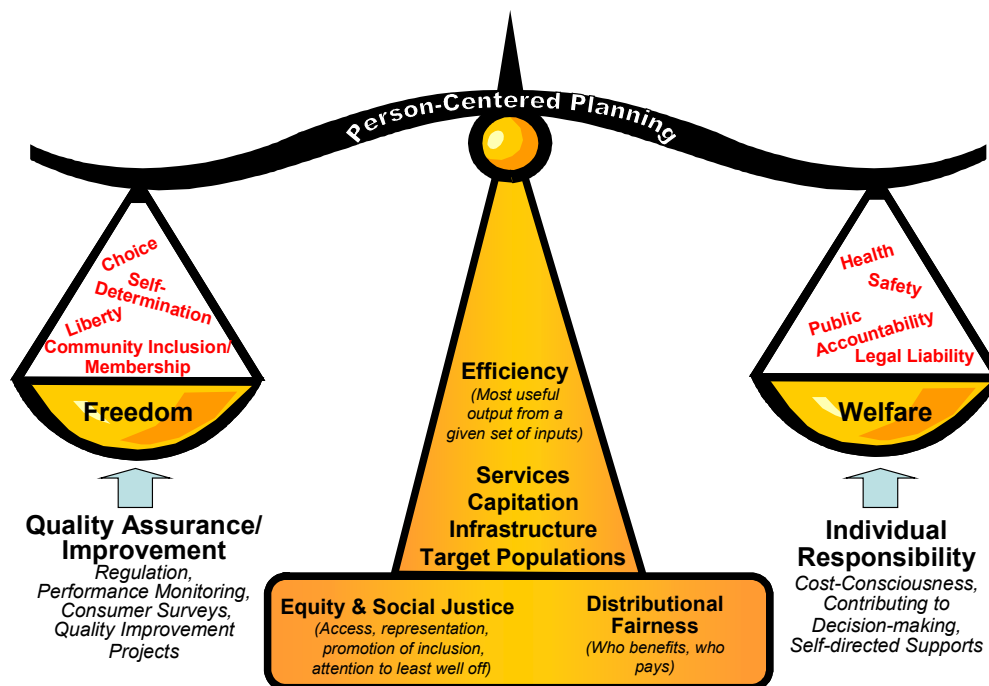 Person-Centered Planning
Choice
Self-
Determination
Liberty
Community Inclusion/
Membership
Freedom
Health
Safety
Public
Accountability
Legal Liability
Welfare
Efficiency
(Most useful
output from a
given set of inputs)
Services
Capitation
Infrastructure
Target Populations
Quality Assurance/
Improvement
Regulation,
Performance Monitoring,
Consumer Surveys,
Quality Improvement
Projects
Individual
Responsibility
Cost-Consciousness,
Contributing to
Decision-making,
Self-directed Supports
Equity & Social Justice
(Access, representation,
promotion of inclusion,
attention to least well off)
Distributional
Fairness
(Who benefits, who
pays)